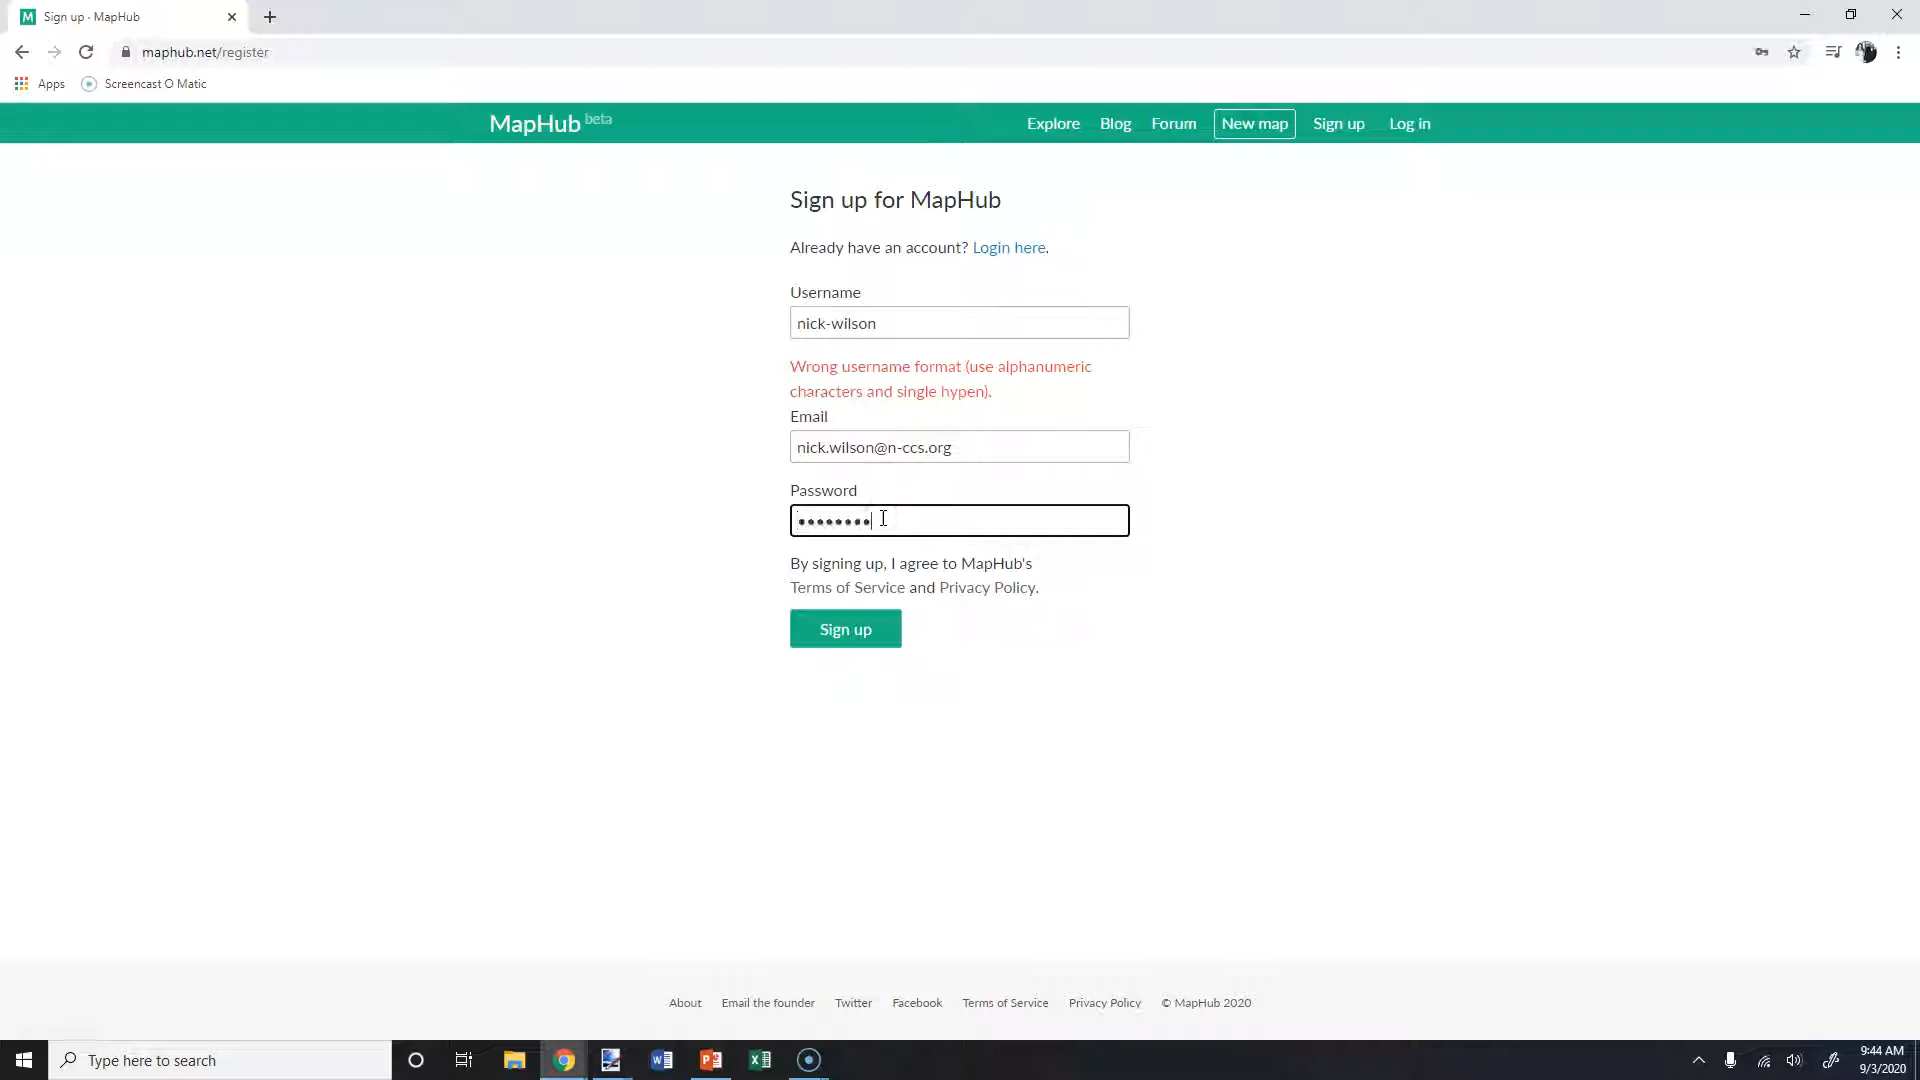 M Sign up - MapHub
maphub.net/register
Apps Screencast O Matic
MapHub beta Explore Blog Forum New map Sign up Log in
Sign up for MapHub
Already have an account? Login here.
Username
nick-wilson
Wrong username format (use alphanumeric
characters and single hypen).
Email
nick.wilson@n-ccs.org
Password
••••••••
By signing up, I agree to MapHub's
Terms of Service and Privacy Policy.
Sign up
About Email the founder Twitter Facebook Terms of Service Privacy Policy © MapHub 2020
Type here to search
9:44 AM
9/3/2020